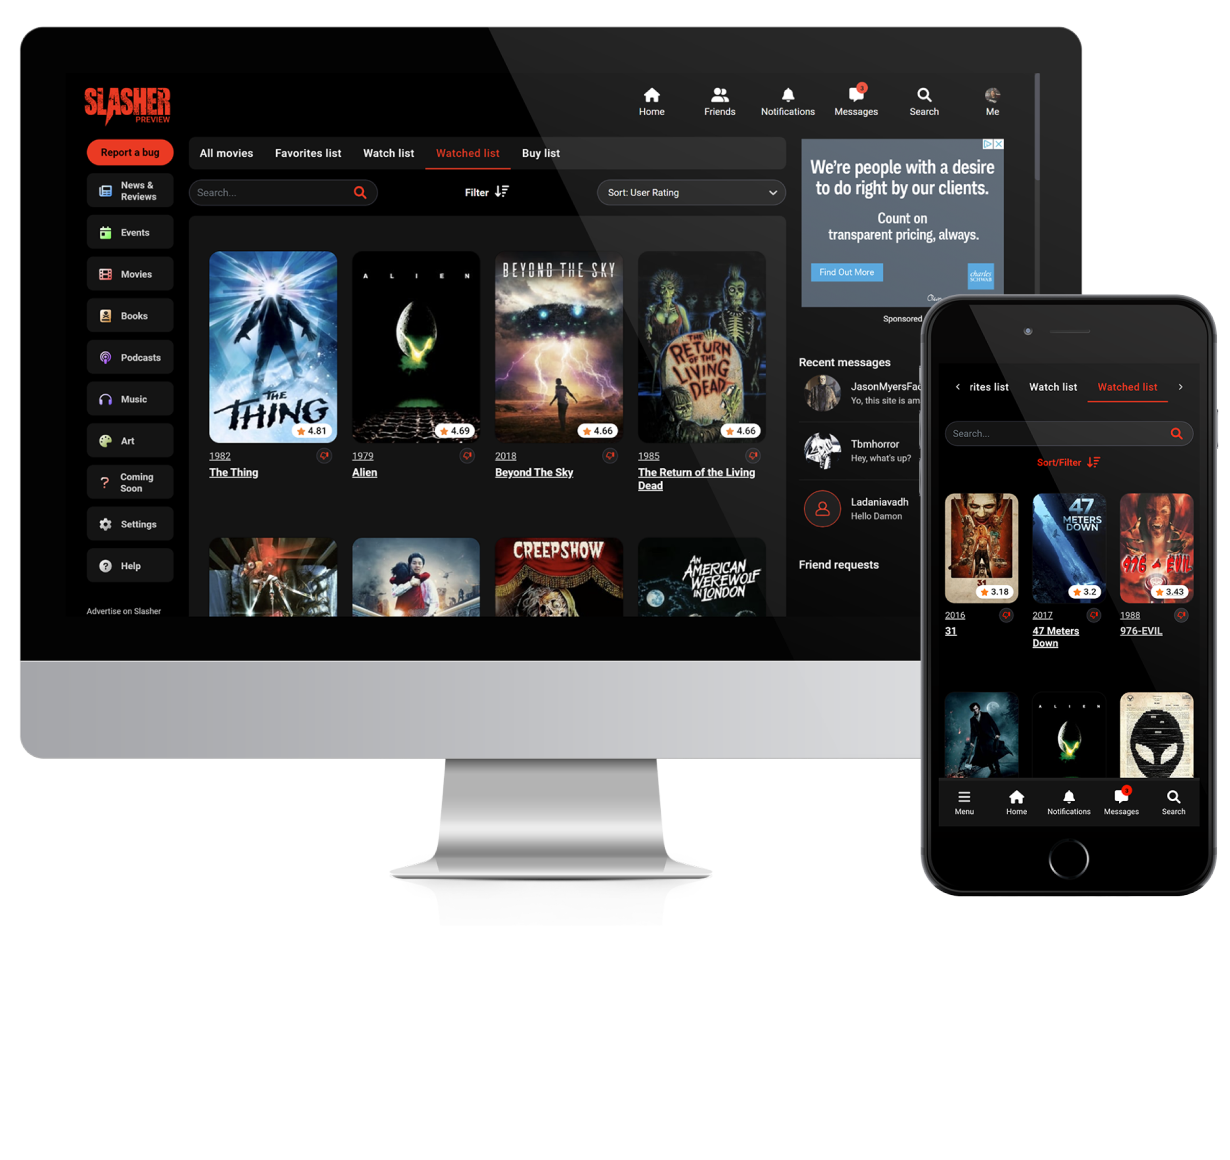 SLASHER
PREVIEW
Home
Friends
Notifications
3
Messages
Search
Me
Report a bug
News &
Reviews
Events
Movies
Books
Podcasts
Music
Art
Coming
Soon
Settings
Help
Advertise on Slasher
All movies
Favorites list
Watch list
Watched list
Buy list
Search...
Filter
Sort: User Rating
THE
THING
4.81
1982
The Thing
ALIEN
4.69
1979
Alien
BEYOND THE SKY
4.66
2018
Beyond The Sky
THE
RETURN
OF THE
LIVING
DEAD
4.66
1985
The Return of the Living
Dead
CREEPSHOW
AN
AMERICAN
WEREWOLF
IN LONDON
We're people with a desire
to do right by our clients.
Count on
transparent pricing, always.
Find Out More
charles
SCHWAB
Sponsored
Recent messages
JasonMyersFac
Yo, this site is am
Tbmhorror
Hey, what's up?
Ladaniavadh
Hello Damon
Friend requests
rites list
Watch list
Watched list
Search...
Sort/Filter
31
3.18
2016
31
47
METERS
DOWN
3.2
2017
47 Meters
Down
976-EVIL
3.43
1988
976-EVIL
ALIEN
Menu
Home
Notifications
3
Messages
Search